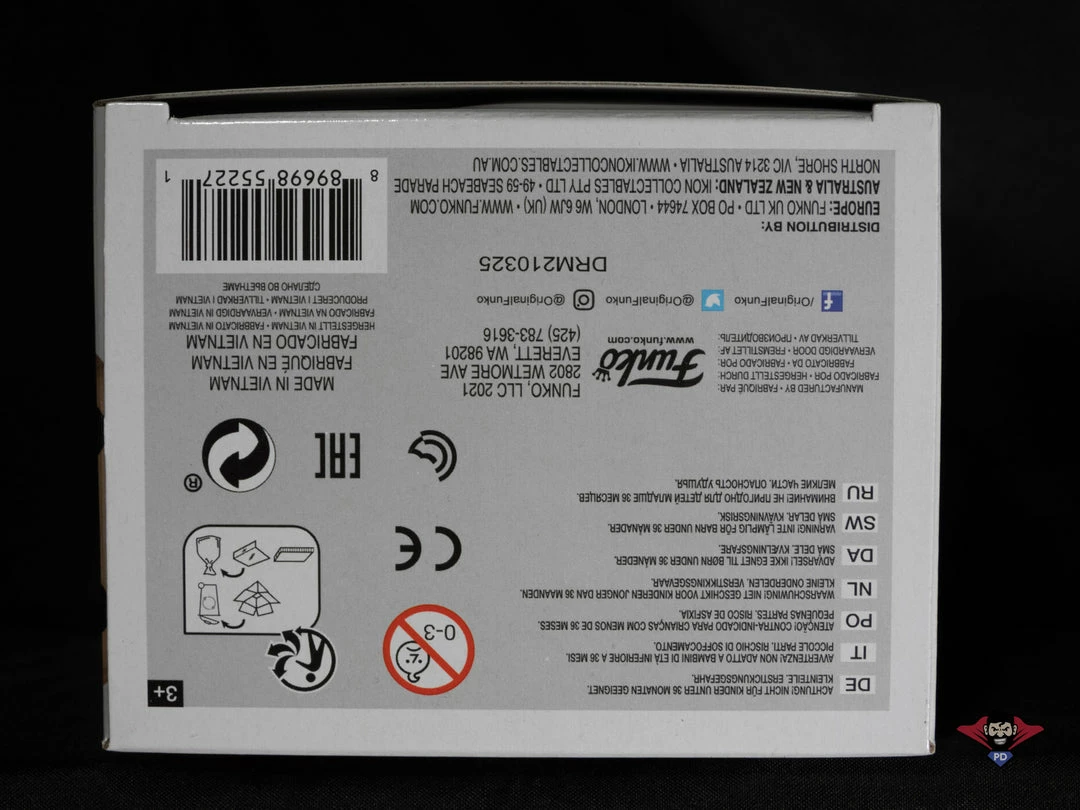 3+
DE
ACHTUNG! NICHT FÜR KINDER UNTER 36 MONATEN GEEIGNET.
KLEINTEILE. ERSTICKUNGSGEFAHR.
IT
AVVERTENZA! NON ADATTO A BAMBINI DI ETÀ INFERIORE A 36 MESI.
PICCOLE PARTI. RISCHIO DI SOFFOCAMENTO.
PO
ATENÇÃO! CONTRA-INDICADO PARA CRIANÇAS COM MENOS DE 36 MESES.
PEQUENAS PARTES. RISCO DE ASFIXIA.
NL
WAARSCHUWING! NIET GESCHIKT VOOR KINDEREN JONGER DAN 36 MAANDEN
KLEINE ONDERDELEN. VERSTIKKINGSGEVAAR.
DA
ADVARSEL! IKKE EGNET TIL BØRN UNDER 36 MÅNEDER.
SMÅ DELE. KVÆLNINGSFARE.
SW
VARNING! INTE LÄMPLIG FÖR BARN UNDER 36 MÅNADER.
SMÅ DELAR. KVÄVNINGSRISK.
RU
ВНИМАНИЕ! НЕ ПРИГОДНО ДЛЯ ДЕТЕЙ МЛАДШЕ 36 МЕСЯЦЕВ.
МЕЛКИЕ ЧАСТИ. ОПАСНОСТЬ УДУШЬЯ.
0-3
CE
EAC
®
MANUFACTURED BY • FABRIQUÉ PAR:
FABRICADO POR • HERGESTELLT DURCH:
FABBRICATO DA • FABRICADO POR:
VERVAARDIGD DOOR • FREMSTILLET AF:
TILLVERKAD AV • ПРОИЗВОДИТЕЛЬ:
Funko
www.funko.com
FUNKO, LLC 2021
2802 WETMORE AVE
EVERETT, WA 98201
(425) 783-3616
MADE IN VIETNAM
FABRIQUÉ EN VIETNAM
FABRICADO EN VIETNAM
HERGESTELLT IN VIETNAM • FABBRICATO IN VIETNAM
FABRICADO NA VIETNAM • VERVAARDIGD IN VIETNAM
PRODUCERET I VIETNAM • TILLVERKAD I VIETNAM
СДЕЛАНО ВО ВЬЕТНАМЕ
/OriginalFunko
@OriginalFunko
@OriginalFunko
DRM210325
DISTRIBUTION BY:
EUROPE: FUNKO UK LTD • PO BOX 74644 • LONDON, W6 6JW (UK) • WWW.FUNKO.COM
AUSTRALIA & NEW ZEALAND: IKON COLLECTABLES PTY LTD • 49-59 SEABEACH PARADE
NORTH SHORE, VIC 3214 AUSTRALIA • WWW.IKONCOLLECTABLES.COM.AU
8 89698 55227 1
PD